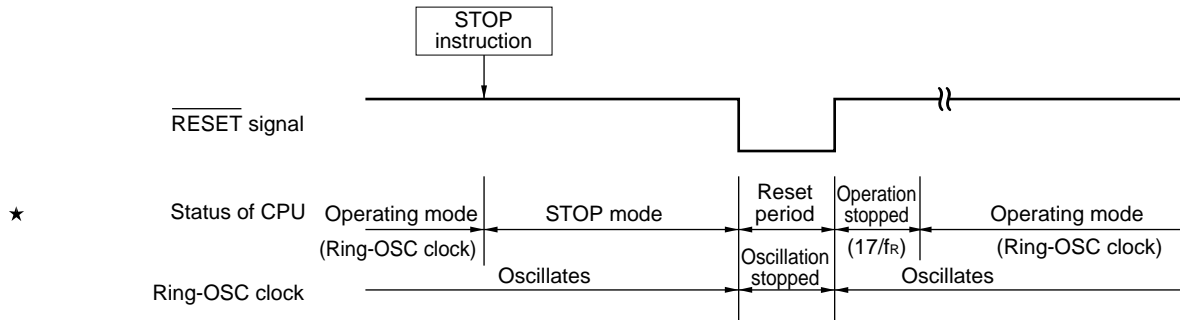 STOP
instruction
RESET signal
★
Status of CPU
Operating mode
(Ring-OSC clock)
STOP mode
Reset
period
Operation
stopped
(17/fR)
Operating mode
(Ring-OSC clock)
Ring-OSC clock
Oscillates
Oscillation
stopped
Oscillates